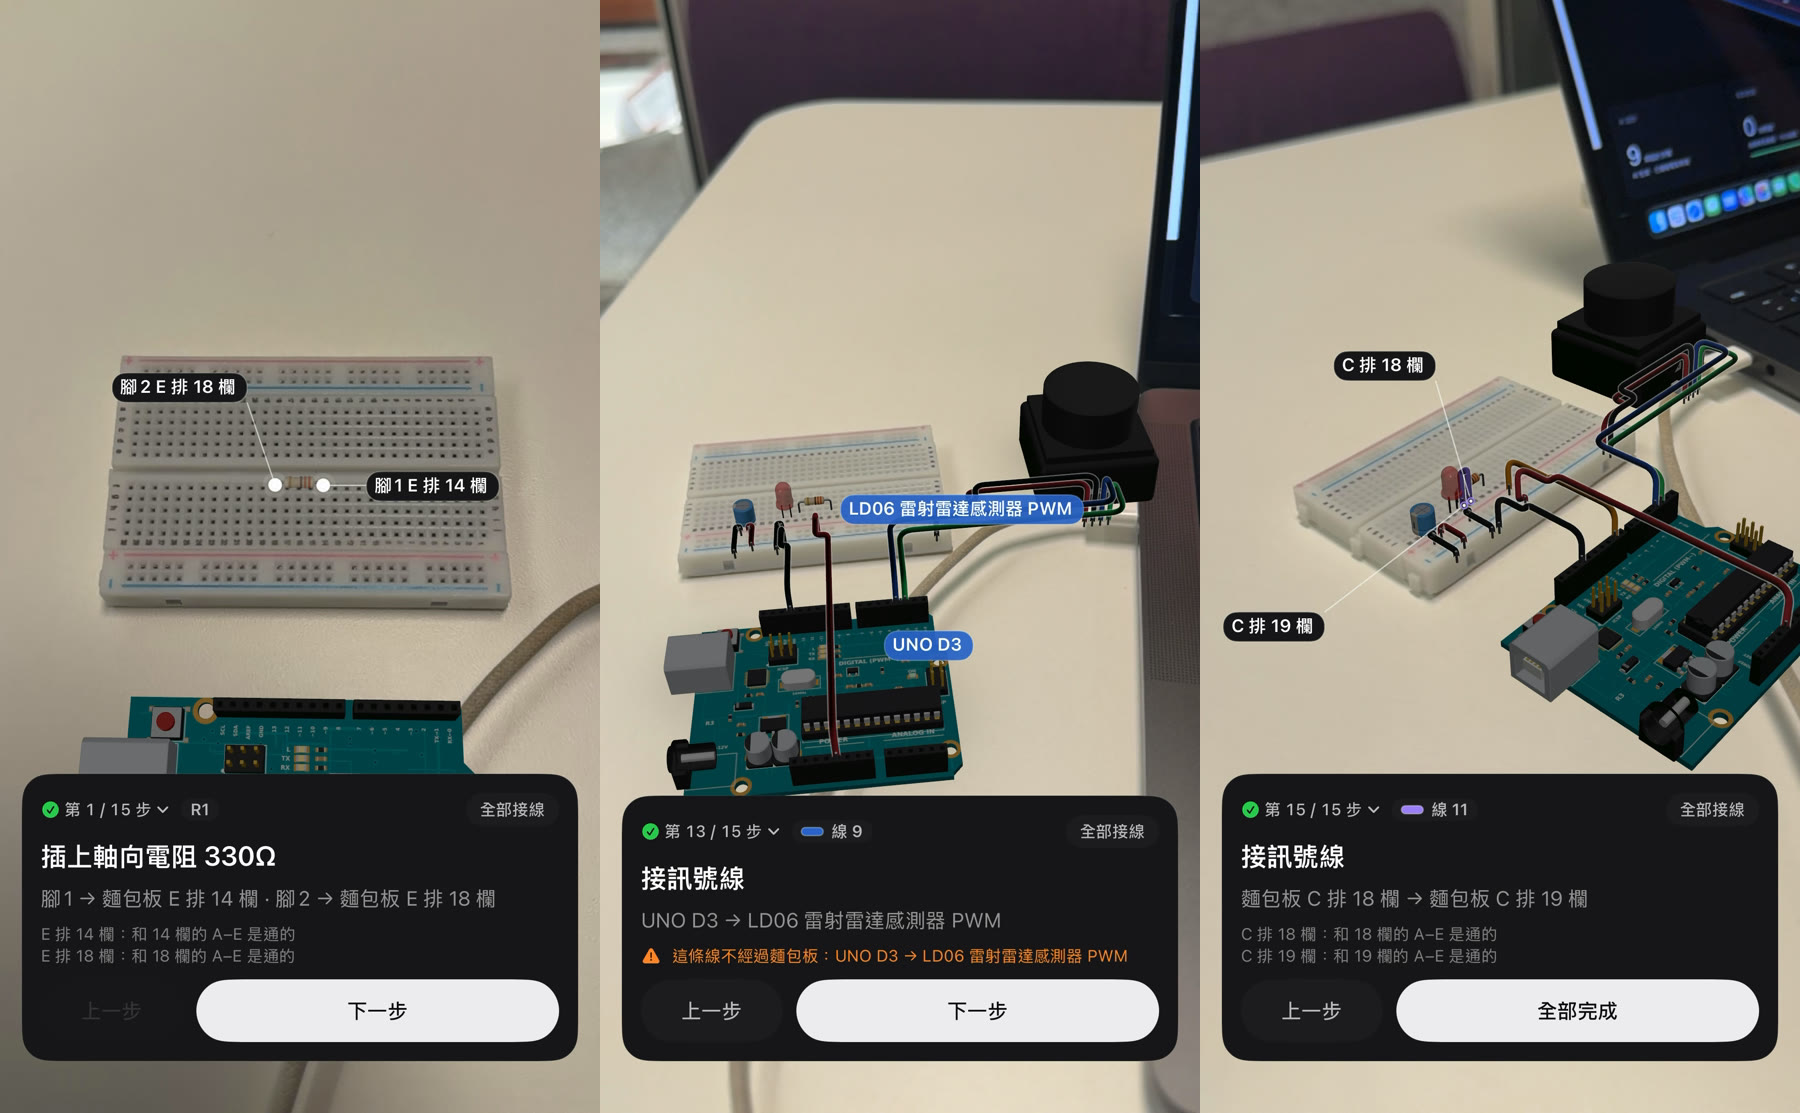 腳 2 E 排 18 欄
腳 1 E 排 14 欄
第 1 / 15 步
R1
全部接線
插上軸向電阻 330Ω
腳 1 → 麵包板 E 排 14 欄 · 腳 2 → 麵包板 E 排 18 欄
E 排 14 欄：和 14 欄的 A–E 是通的
E 排 18 欄：和 18 欄的 A–E 是通的
上一步
下一步
LD06 雷射雷達感測器 PWM
UNO D3
DIGITAL (PWM~)
POWER
ANALOG IN
第 13 / 15 步
線 9
全部接線
接訊號線
UNO D3 → LD06 雷射雷達感測器 PWM
這條線不經過麵包板：UNO D3 → LD06 雷射雷達感測器 PWM
上一步
下一步
C 排 18 欄
C 排 19 欄
第 15 / 15 步
線 11
全部接線
接訊號線
麵包板 C 排 18 欄 → 麵包板 C 排 19 欄
C 排 18 欄：和 18 欄的 A–E 是通的
C 排 19 欄：和 19 欄的 A–E 是通的
上一步
全部完成